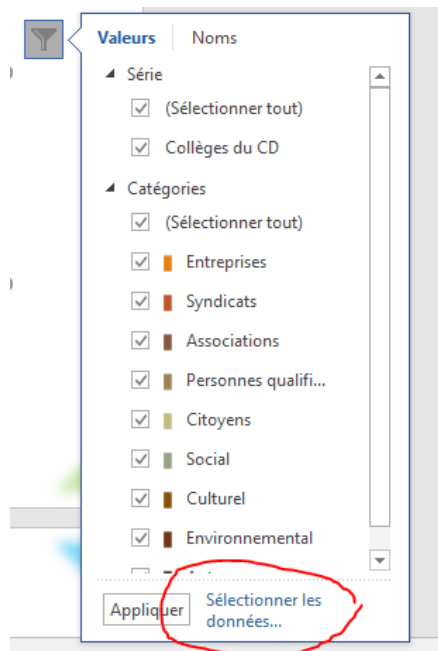 Valeurs Noms
Série
(Sélectionner tout)
Collèges du CD
Catégories
(Sélectionner tout)
Entreprises
Syndicats
Associations
Personnes qualifi...
Citoyens
Social
Culturel
Environnemental
Appliquer
Sélectionner les
données...